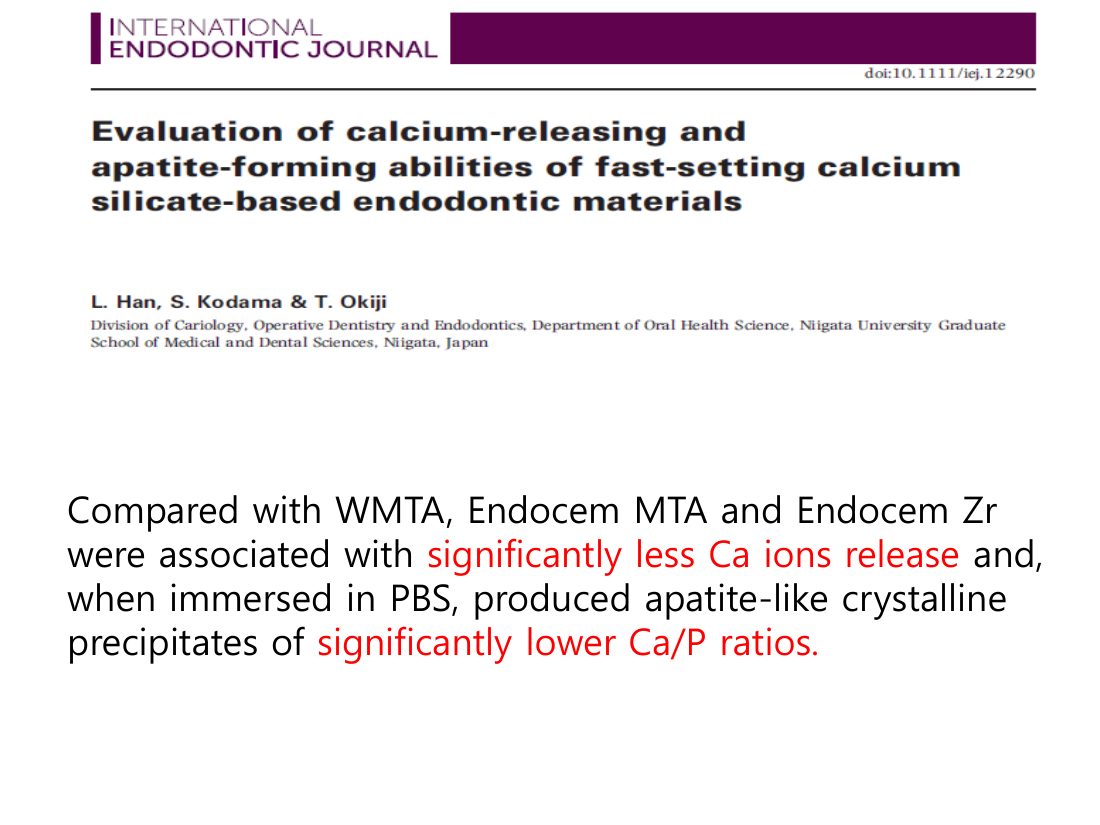 INTERNATIONAL
ENDODONTIC JOURNAL
doi:10.1111/iej.12290
Evaluation of calcium-releasing and
apatite-forming abilities of fast-setting calcium
silicate-based endodontic materials
L. Han, S. Kodama & T. Okiji
Division of Cariology, Operative Dentistry and Endodontics, Department of Oral Health Science, Niigata University Graduate
School of Medical and Dental Sciences, Niigata, Japan
Compared with WMTA, Endocem MTA and Endocem Zr
were associated with significantly less Ca ions release and,
when immersed in PBS, produced apatite-like crystalline
precipitates of significantly lower Ca/P ratios.